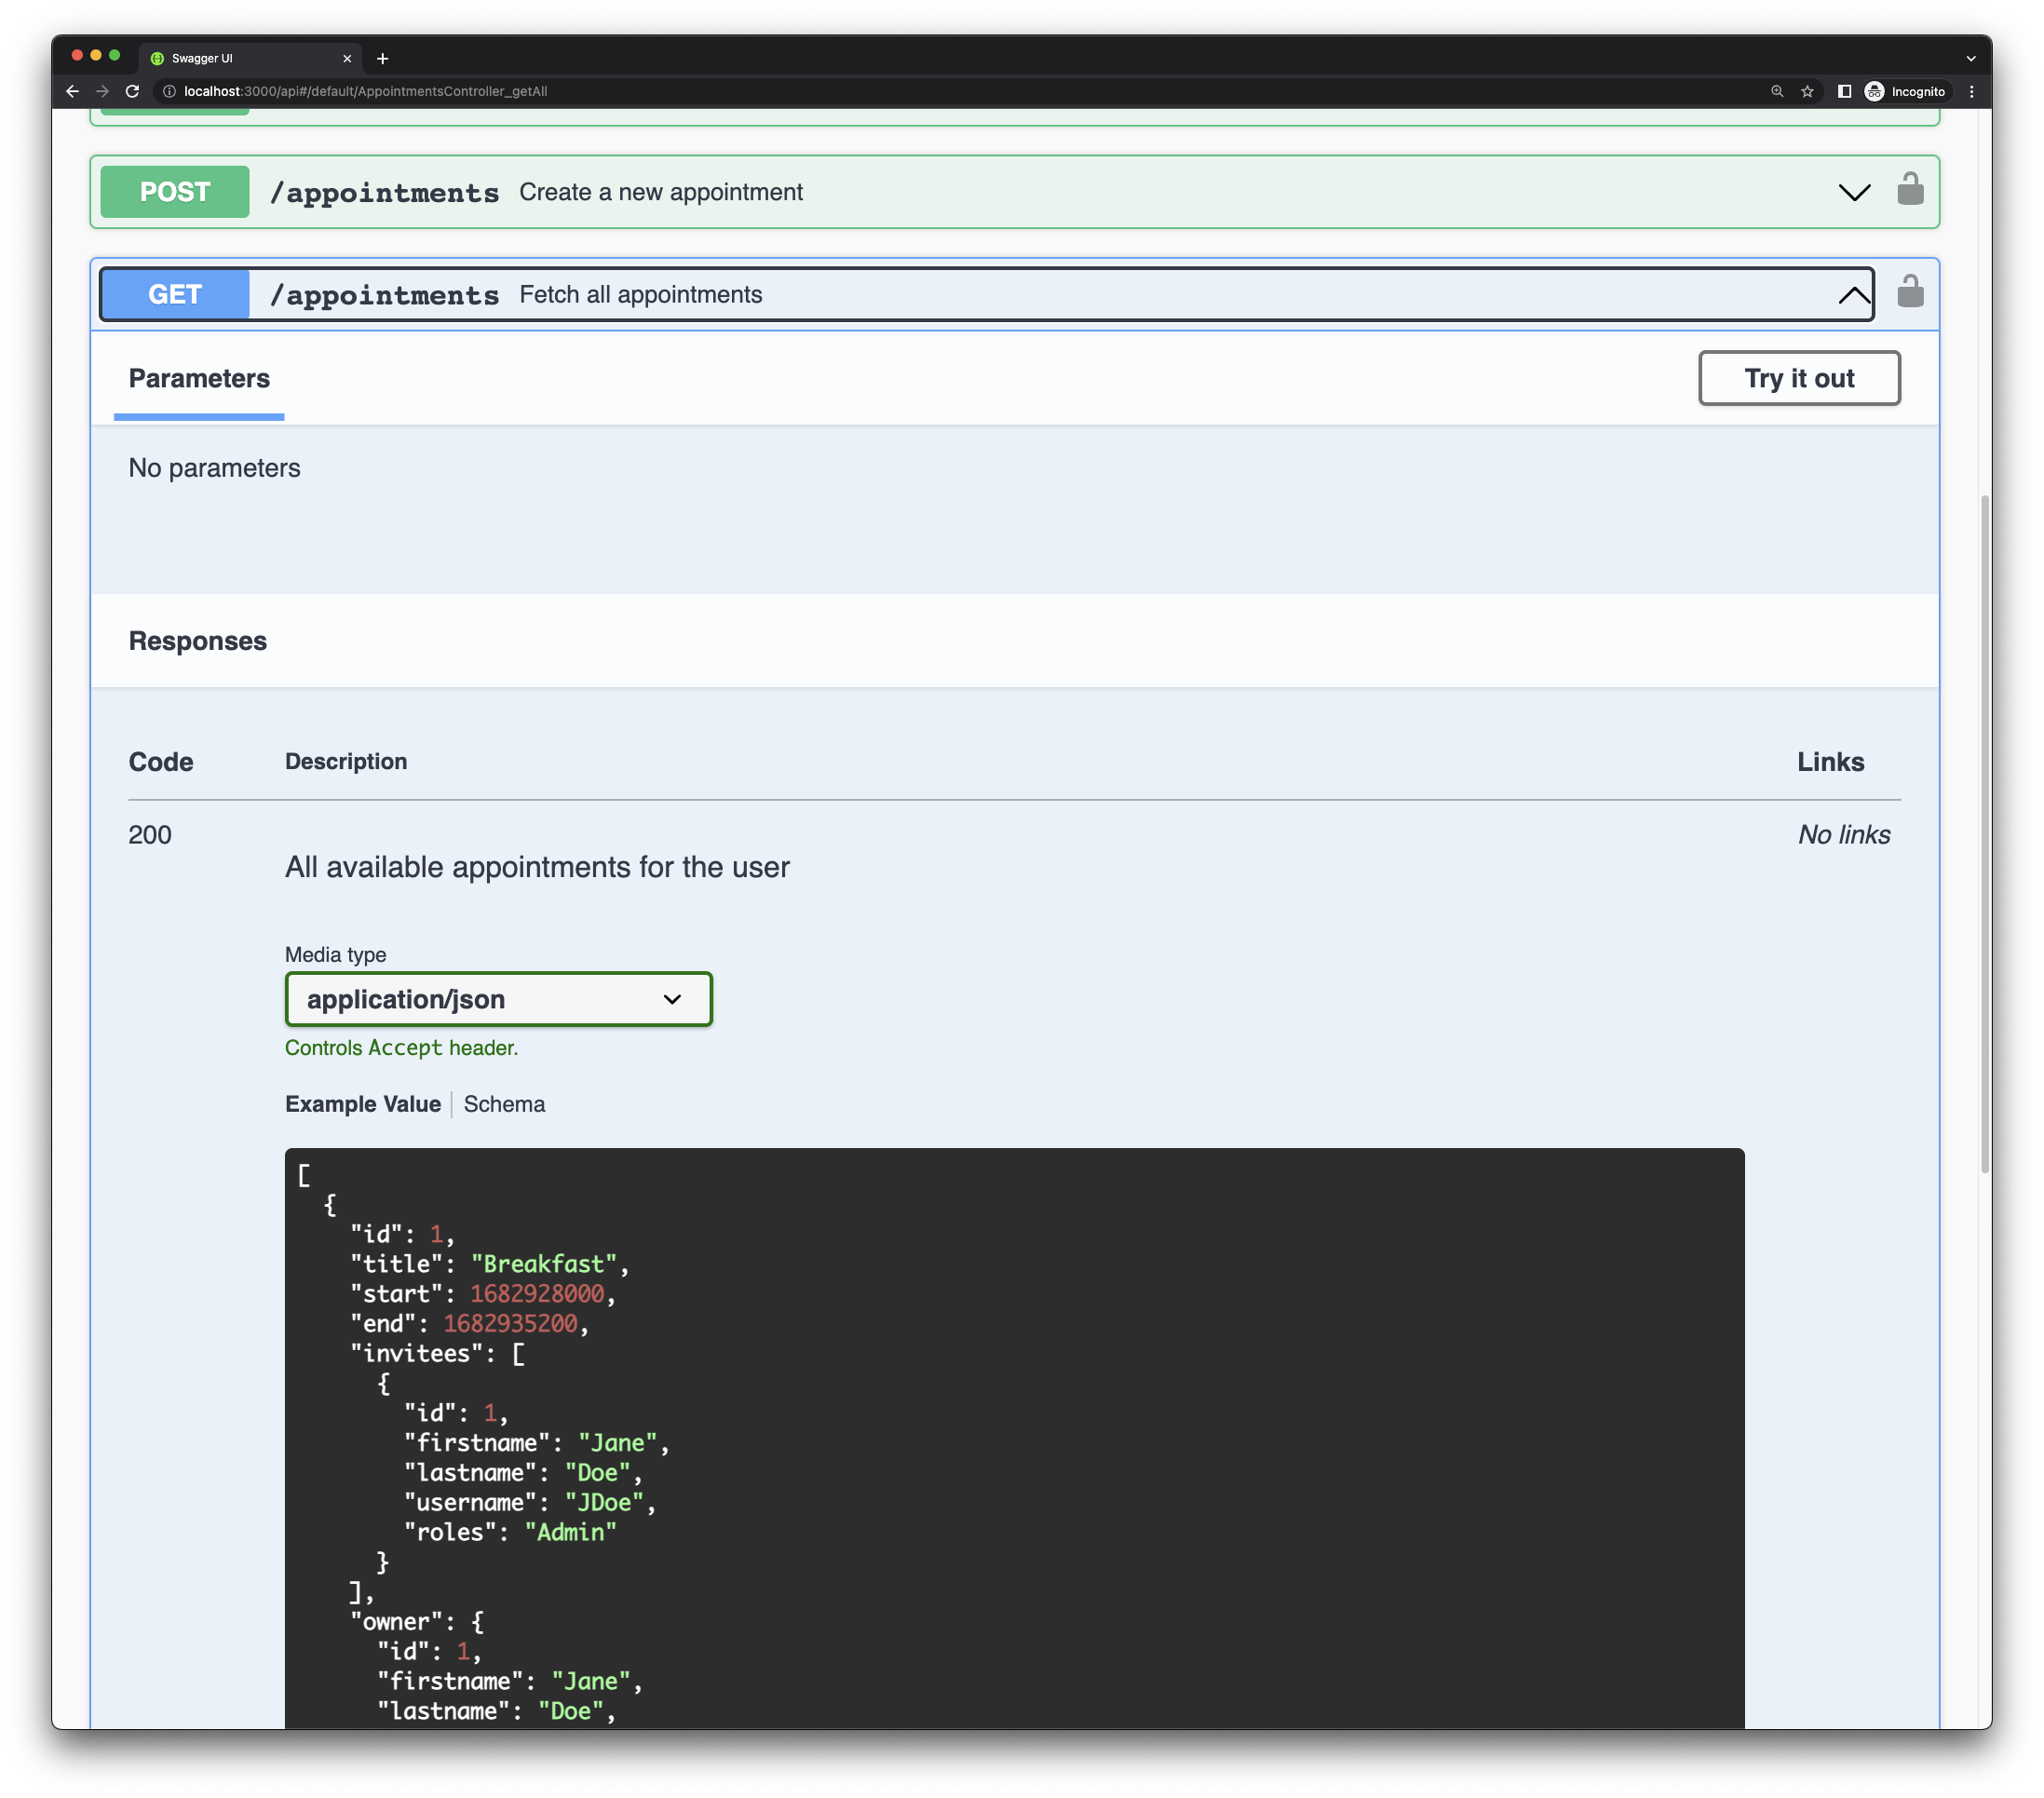 Swagger UI
localhost:3000/api#/default/AppointmentsController_getAll
Incognito
POST /appointments Create a new appointment
GET /appointments Fetch all appointments
Parameters
Try it out
No parameters
Responses
Code Description Links
200 No links
All available appointments for the user
Media type
application/json
Controls Accept header.
Example Value Schema
[
{
"id": 1,
"title": "Breakfast",
"start": 1682928000,
"end": 1682935200,
"invitees": [
{
"id": 1,
"firstname": "Jane",
"lastname": "Doe",
"username": "JDoe",
"roles": "Admin"
}
],
"owner": {
"id": 1,
"firstname": "Jane",
"lastname": "Doe",